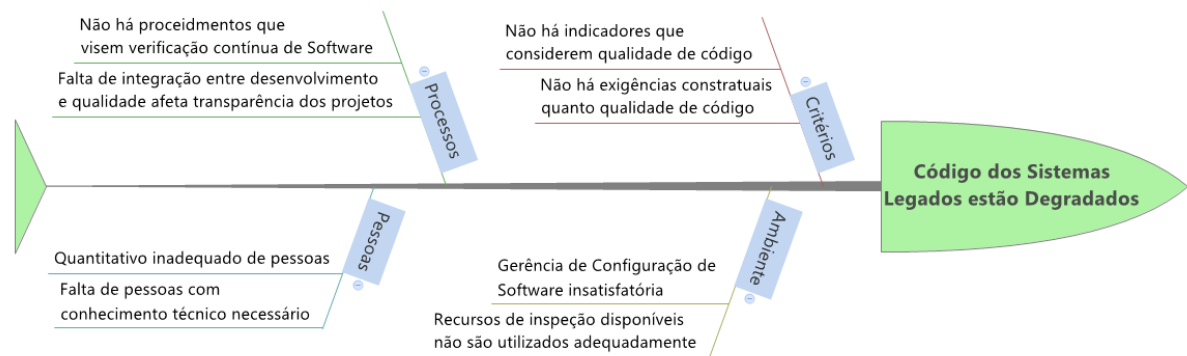 Não há proceidmentos que
visem verificação contínua de Software
Falta de integração entre desenvolvimento
e qualidade afeta transparência dos projetos
Processos
Não há indicadores que
considerem qualidade de código
Não há exigências constratuais
quanto qualidade de código
Critérios
Código dos Sistemas
Legados estão Degradados
Pessoas
Quantitativo inadequado de pessoas
Falta de pessoas com
conhecimento técnico necessário
Ambiente
Gerência de Configuração de
Software insatisfatória
Recursos de inspeção disponíveis
não são utilizados adequadamente